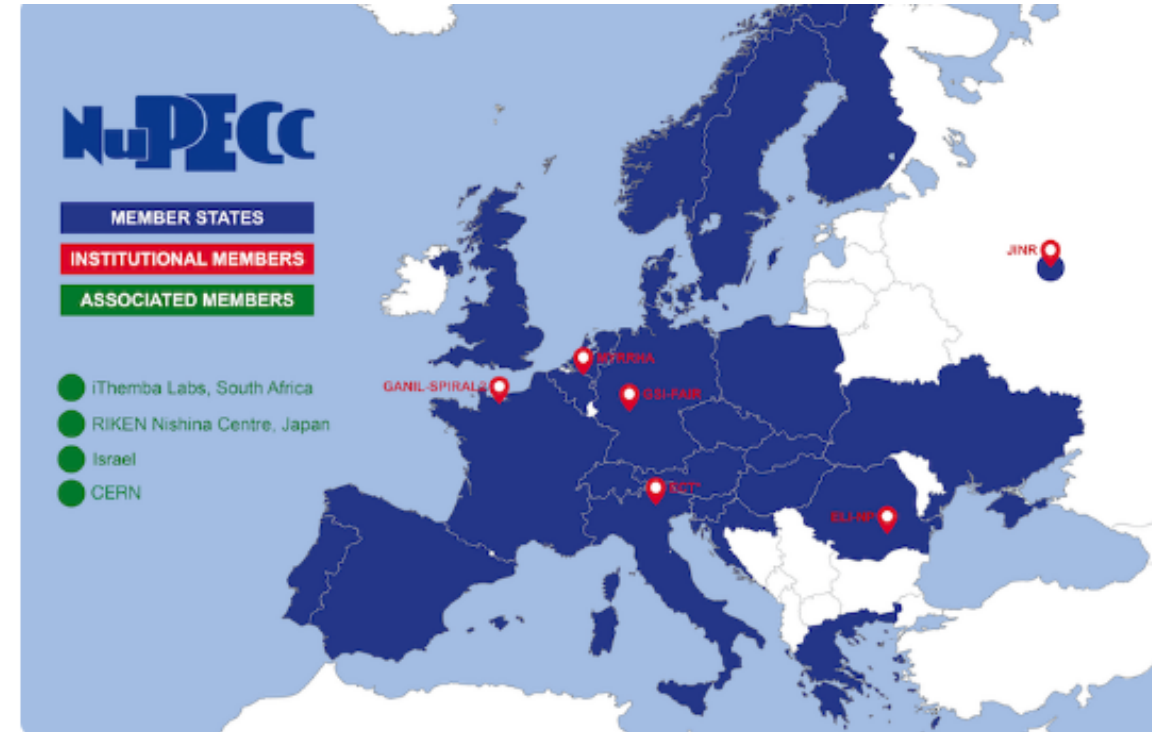 NuPECC
MEMBER STATES
INSTITUTIONAL MEMBERS
ASSOCIATED MEMBERS
iThemba Labs, South Africa
RIKEN Nishina Centre, Japan
Israel
CERN
JINR
MYRRHA
GANIL-SPIRAL2
GSI-FAIR
ECT*
ELI-NP